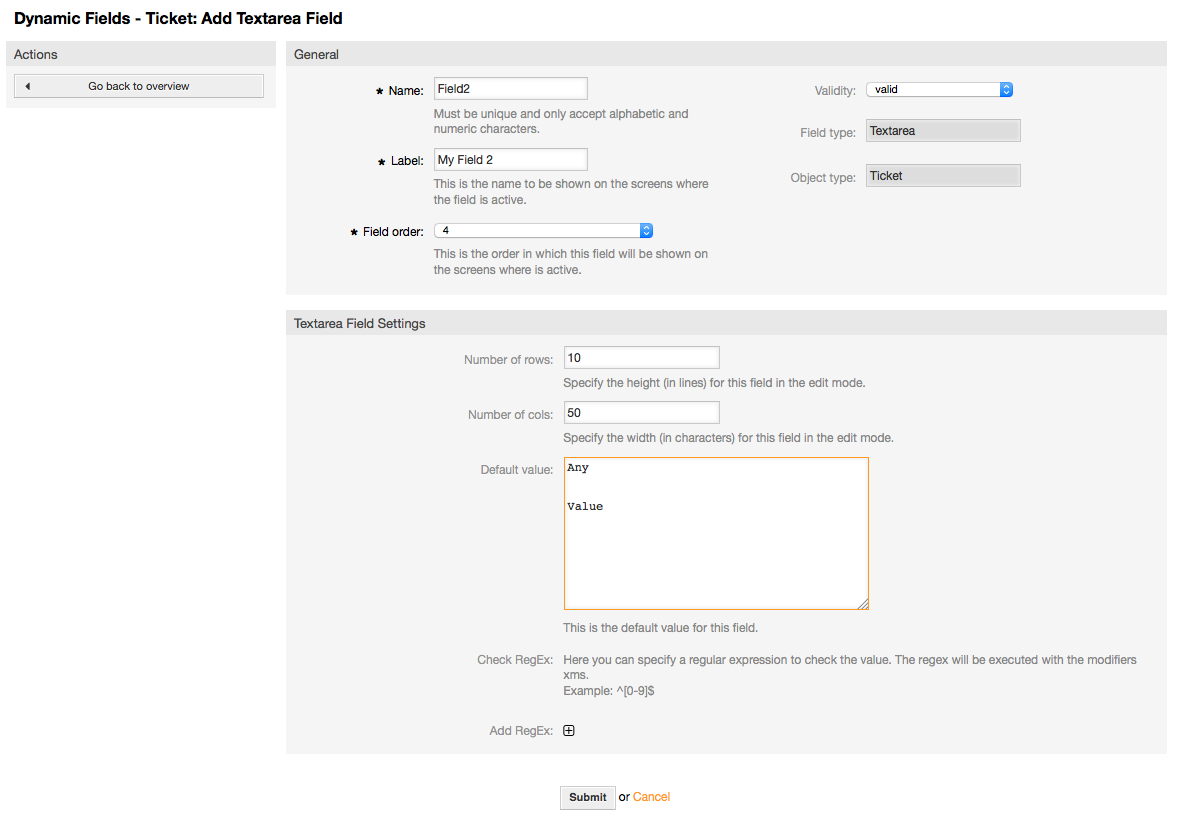 Dynamic Fields - Ticket: Add Textarea Field
Actions
Go back to overview
General
★ Name: Field2
Must be unique and only accept alphabetic and
numeric characters.
★ Label: My Field 2
This is the name to be shown on the screens where
the field is active.
★ Field order: 4
This is the order in which this field will be shown on
the screens where is active.
Validity: valid
Field type: Textarea
Object type: Ticket
Textarea Field Settings
Number of rows: 10
Specify the height (in lines) for this field in the edit mode.
Number of cols: 50
Specify the width (in characters) for this field in the edit mode.
Default value: Any
Value
This is the default value for this field.
Check RegEx: Here you can specify a regular expression to check the value. The regex will be executed with the modifiers
xms.
Example: ^[0-9]$
Add RegEx:
Submit or Cancel